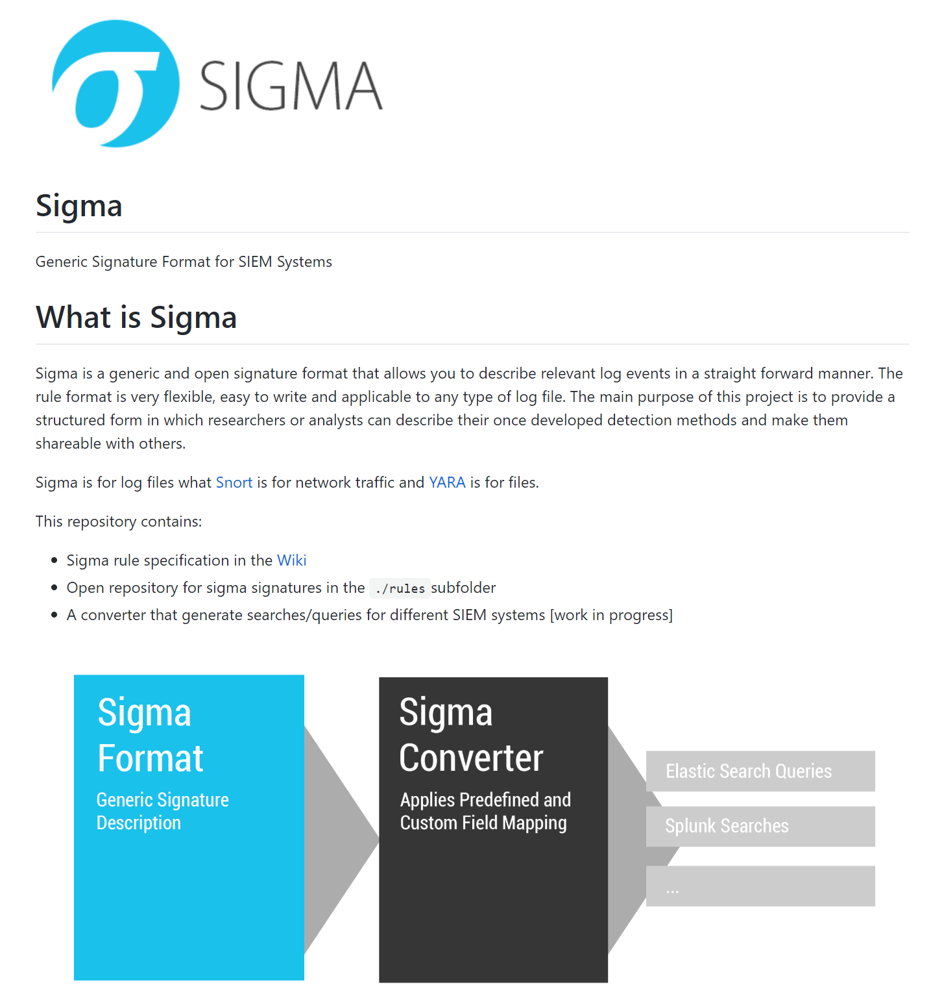 SIGMA
Sigma
Generic Signature Format for SIEM Systems
What is Sigma
Sigma is a generic and open signature format that allows you to describe relevant log events in a straight forward manner. The
rule format is very flexible, easy to write and applicable to any type of log file. The main purpose of this project is to provide a
structured form in which researchers or analysts can describe their once developed detection methods and make them
shareable with others.
Sigma is for log files what Snort is for network traffic and YARA is for files.
This repository contains:
• Sigma rule specification in the Wiki
• Open repository for sigma signatures in the ./rules subfolder
• A converter that generate searches/queries for different SIEM systems [work in progress]
Sigma
Format
Generic Signature
Description
Sigma
Converter
Applies Predefined and
Custom Field Mapping
Elastic Search Queries
Splunk Searches
...